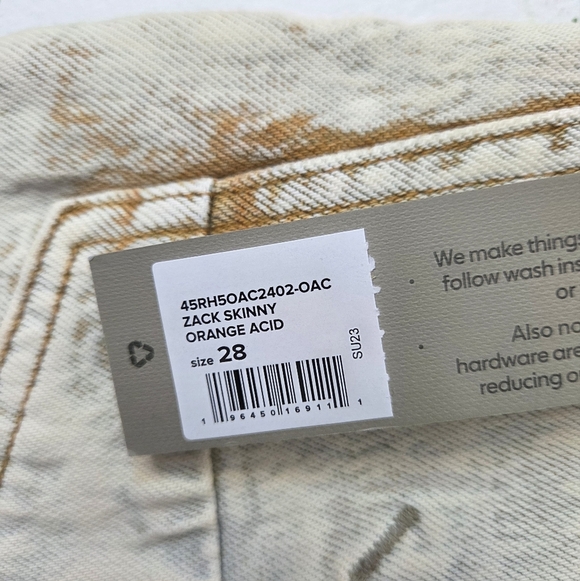 45RH5OAC2402-OAC
ZACK SKINNY
ORANGE ACID
size 28
SU23
1 96450 16911 1
We make things
follow wash ins
or
Also no
hardware are
reducing o